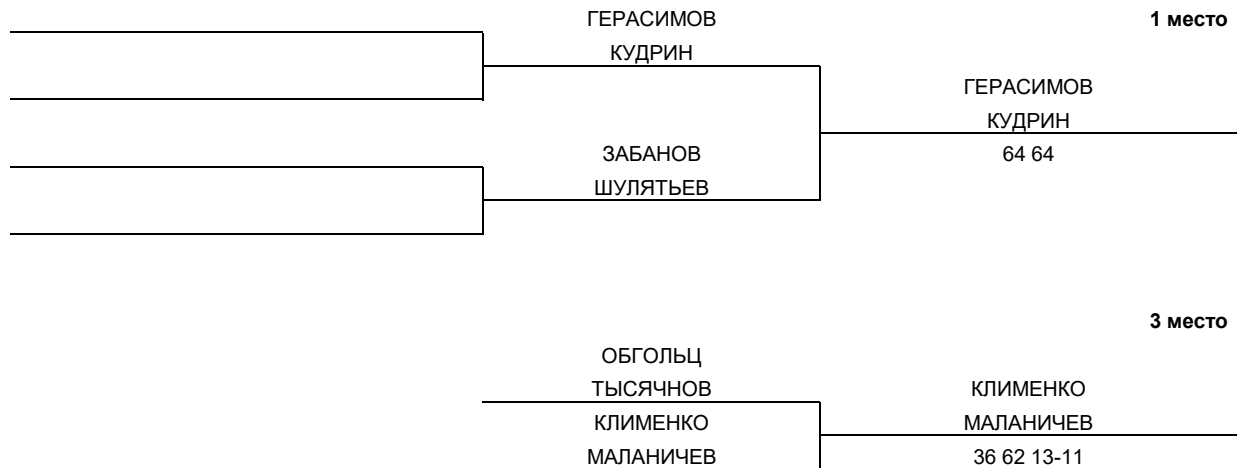 ГЕРАСИМОВ
1 место
КУДРИН
ГЕРАСИМОВ
КУДРИН
ЗАБАНОВ
64 64
ШУЛЯТЬЕВ
3 место
ОБГОЛЬЦ
ТЫСЯЧНОВ
КЛИМЕНКО
КЛИМЕНКО
МАЛАНИЧЕВ
МАЛАНИЧЕВ
36 62 13-11